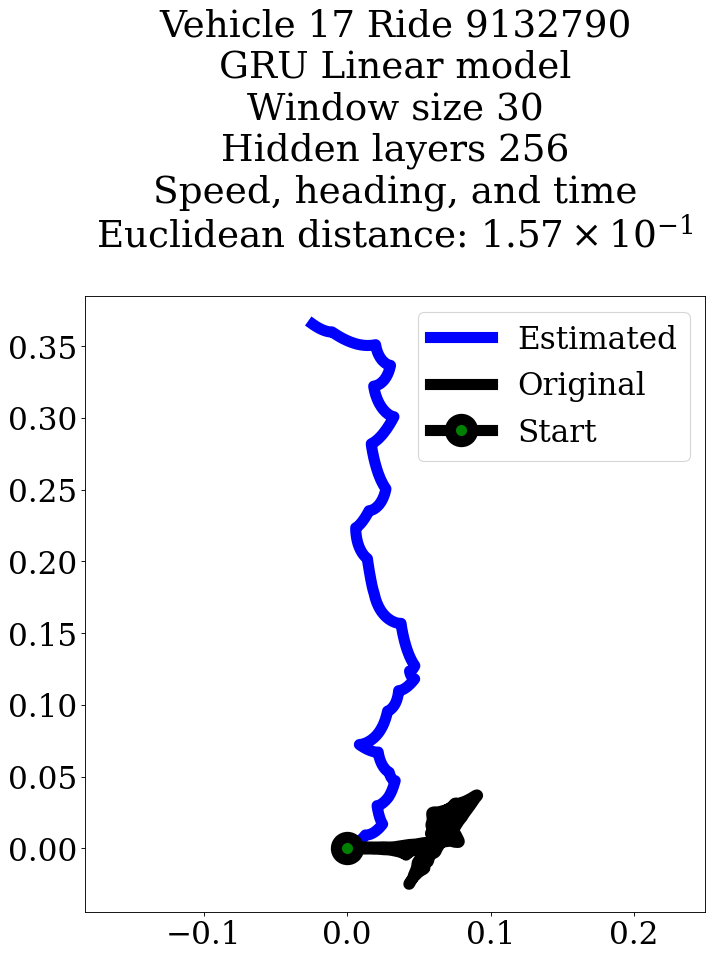 Vehicle 17 Ride 9132790
GRU Linear model
Window size 30
Hidden layers 256
Speed, heading, and time
Euclidean distance: 1.57 × 10⁻¹
Estimated
Original
Start
0.35
0.30
0.25
0.20
0.15
0.10
0.05
0.00
−0.1 0.0 0.1 0.2